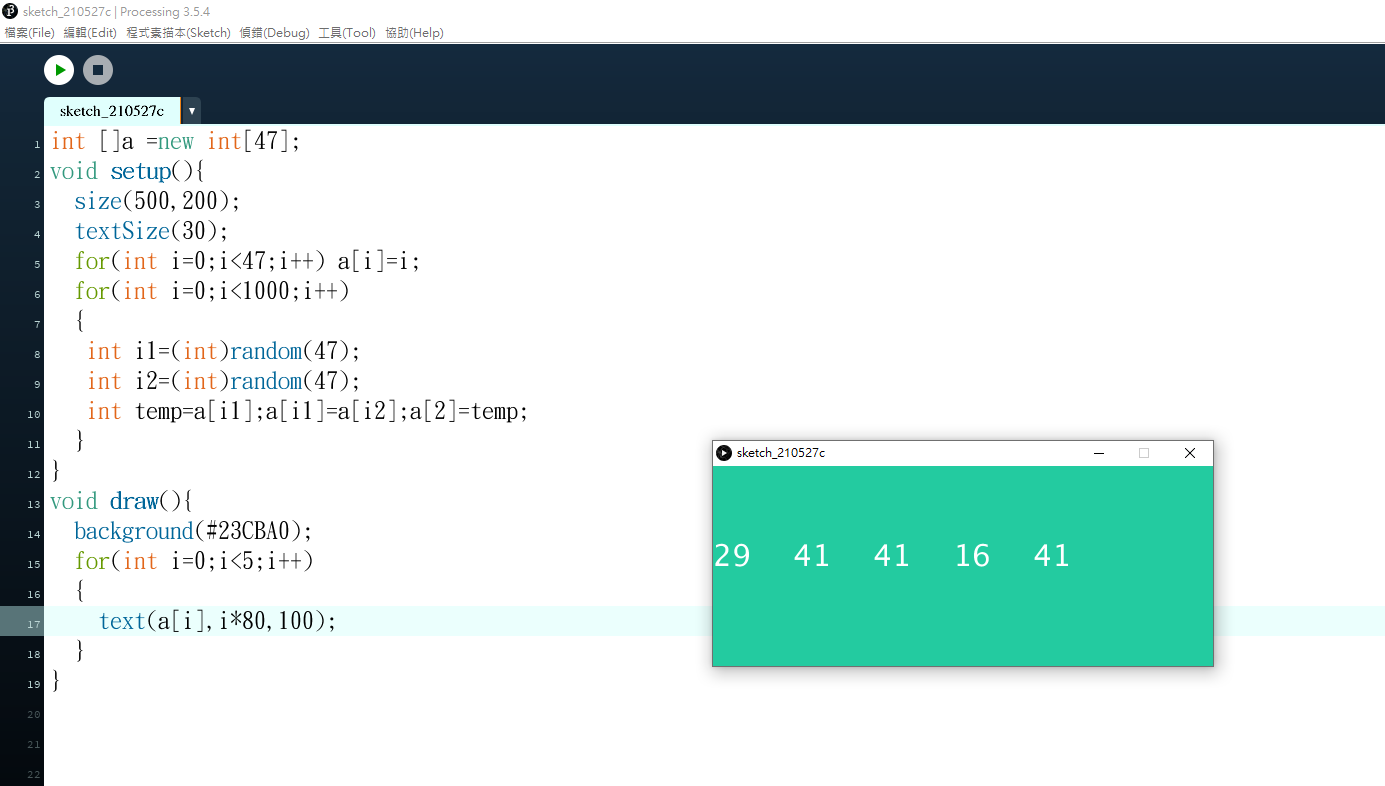 sketch_210527c | Processing 3.5.4
檔案(File) 編輯(Edit) 程式素描本(Sketch) 偵錯(Debug) 工具(Tool) 協助(Help)
sketch_210527c ▼
1 int []a =new int[47];
2 void setup(){
3 size(500,200);
4 textSize(30);
5 for(int i=0;i<47;i++) a[i]=i;
6 for(int i=0;i<1000;i++)
7 {
8 int i1=(int)random(47);
9 int i2=(int)random(47);
10 int temp=a[i1];a[i1]=a[i2];a[2]=temp;
11 }
12 }
13 void draw(){
14 background(#23CBA0);
15 for(int i=0;i<5;i++)
16 {
17 text(a[i],i*80,100);
18 }
19 }
20
21
22
sketch_210527c
29 41 41 16 41